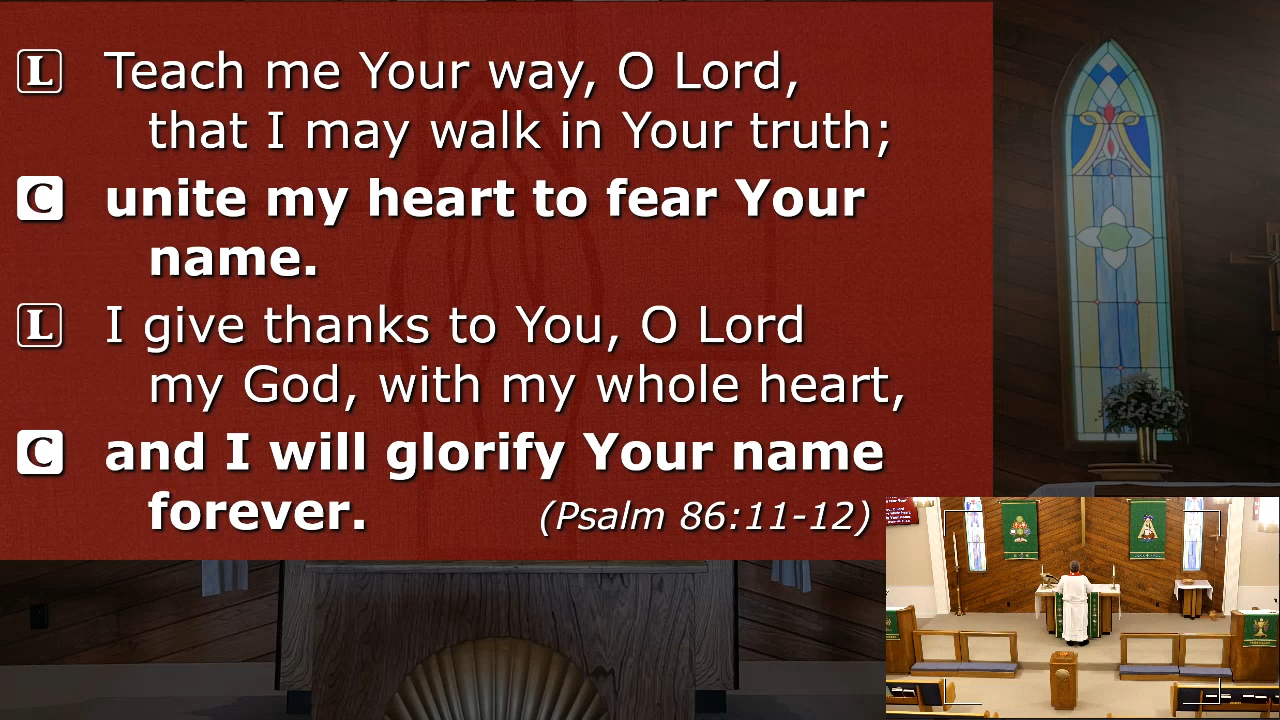 L Teach me Your way, O Lord,
that I may walk in Your truth;
C unite my heart to fear Your
name.
L I give thanks to You, O Lord
my God, with my whole heart,
C and I will glorify Your name
forever. (Psalm 86:11-12)